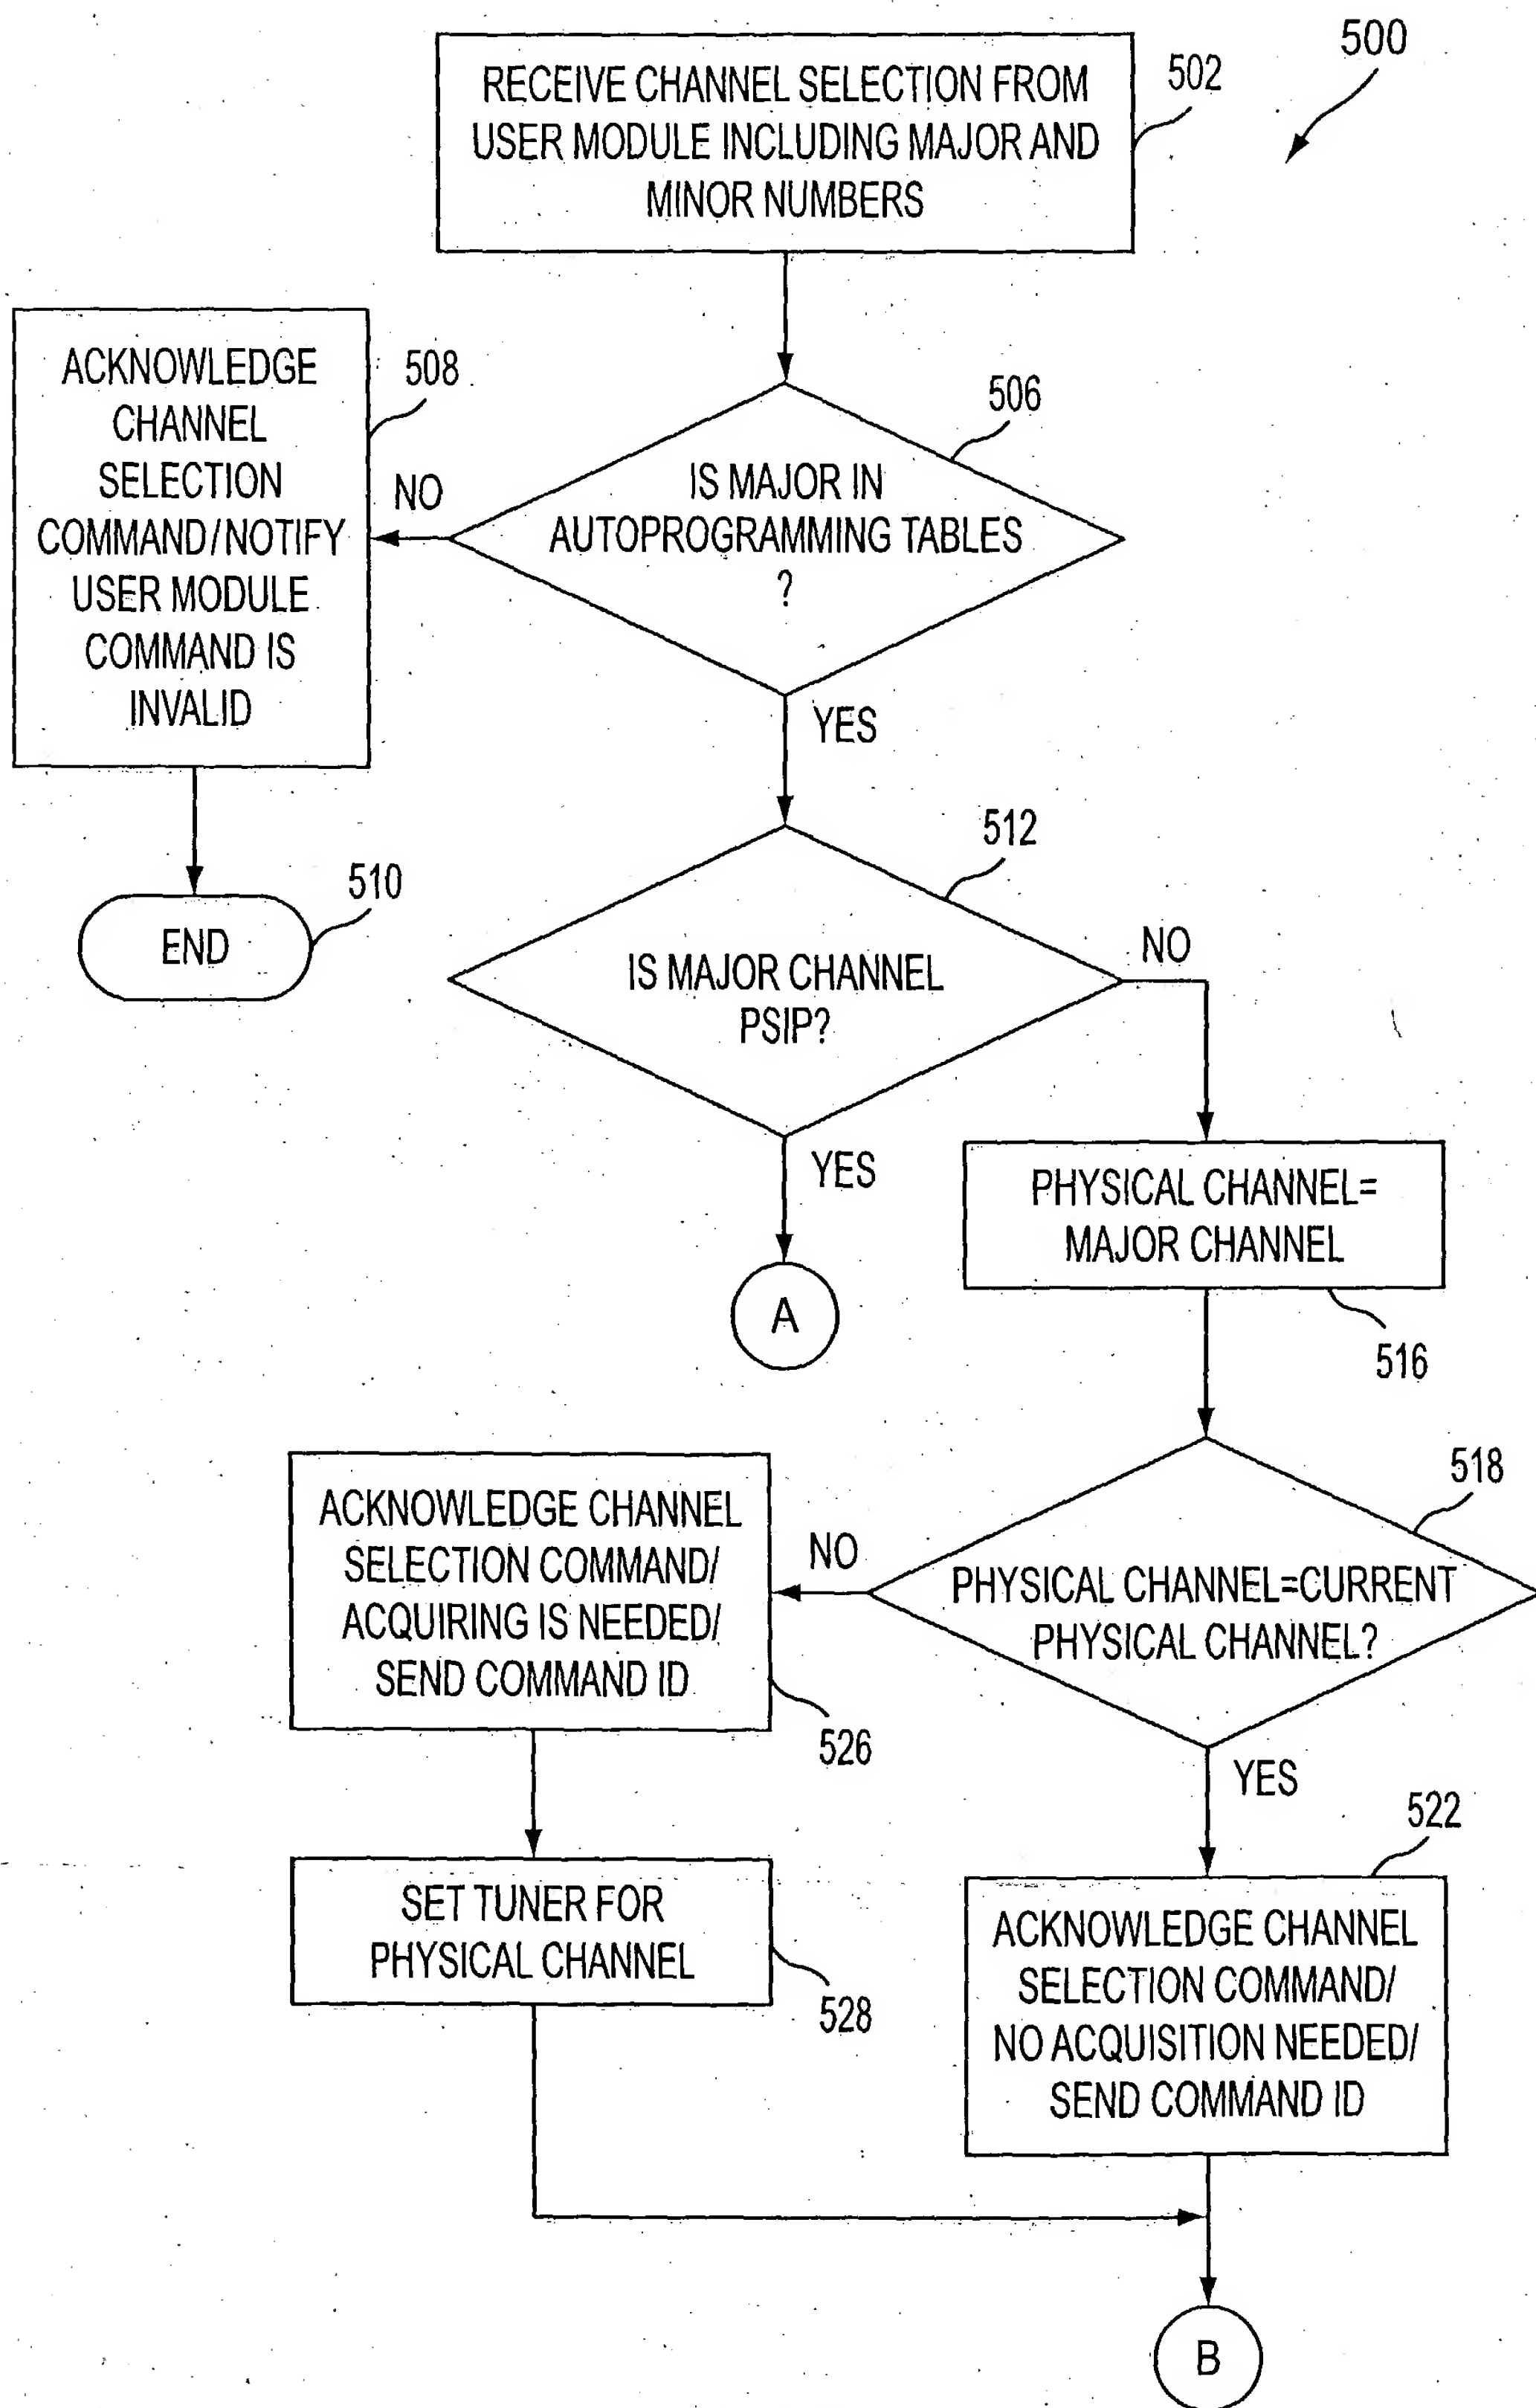 500
RECEIVE CHANNEL SELECTION FROM
USER MODULE INCLUDING MAJOR AND
MINOR NUMBERS
502
ACKNOWLEDGE
CHANNEL
SELECTION
COMMAND/NOTIFY
USER MODULE
COMMAND IS
INVALID
508
NO
506
IS MAJOR IN
AUTOPROGRAMMING TABLES
?
YES
END
510
512
IS MAJOR CHANNEL
PSIP?
NO
YES
A
PHYSICAL CHANNEL=
MAJOR CHANNEL
516
518
PHYSICAL CHANNEL=CURRENT
PHYSICAL CHANNEL?
NO
YES
ACKNOWLEDGE CHANNEL
SELECTION COMMAND/
ACQUIRING IS NEEDED/
SEND COMMAND ID
526
SET TUNER FOR
PHYSICAL CHANNEL
528
522
ACKNOWLEDGE CHANNEL
SELECTION COMMAND/
NO ACQUISITION NEEDED/
SEND COMMAND ID
B